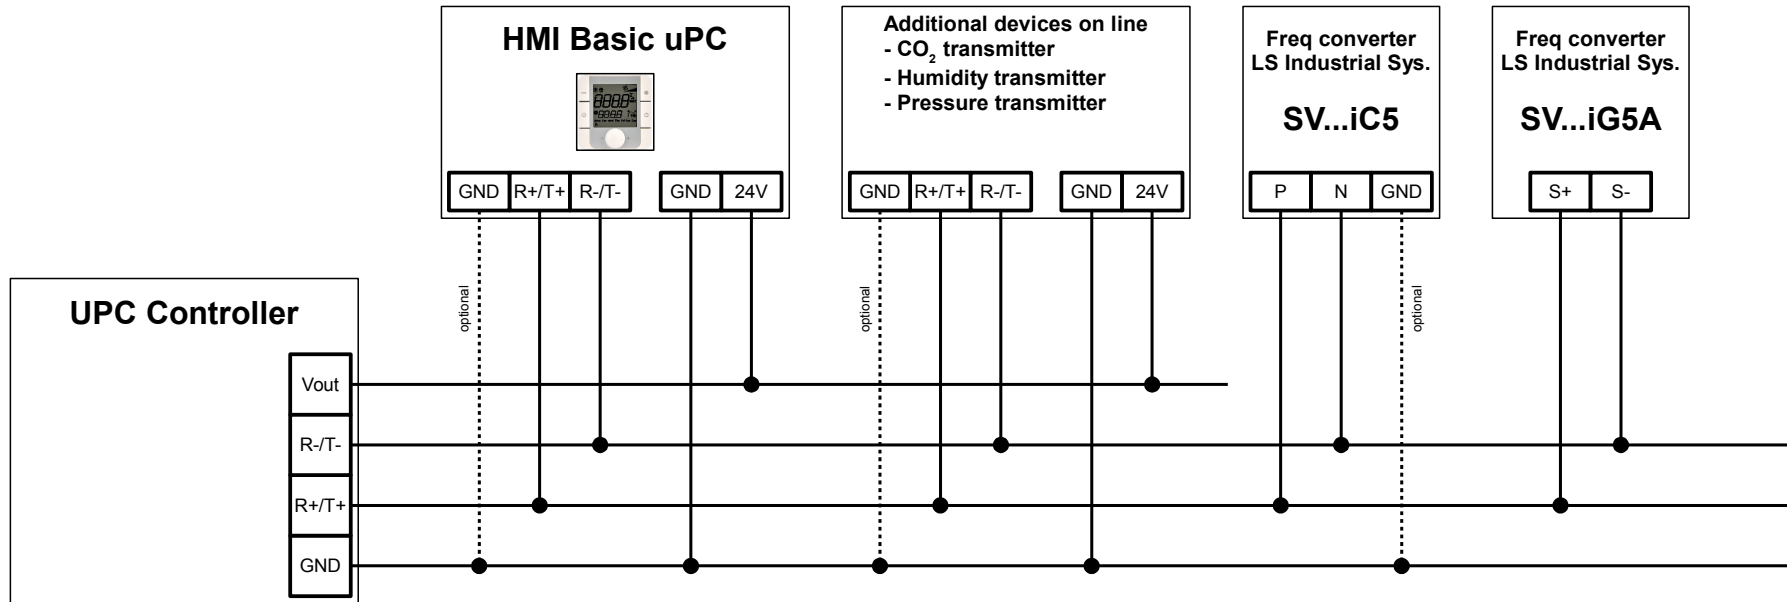 HMI Basic uPC
GND R+/T+ R-/T- GND 24V
Additional devices on line
- CO₂ transmitter
- Humidity transmitter
- Pressure transmitter
GND R+/T+ R-/T- GND 24V
Freq converter
LS Industrial Sys.
SV...iC5
P N GND
Freq converter
LS Industrial Sys.
SV...iG5A
S+ S-
optional
optional
optional
UPC Controller
Vout
R-/T-
R+/T+
GND